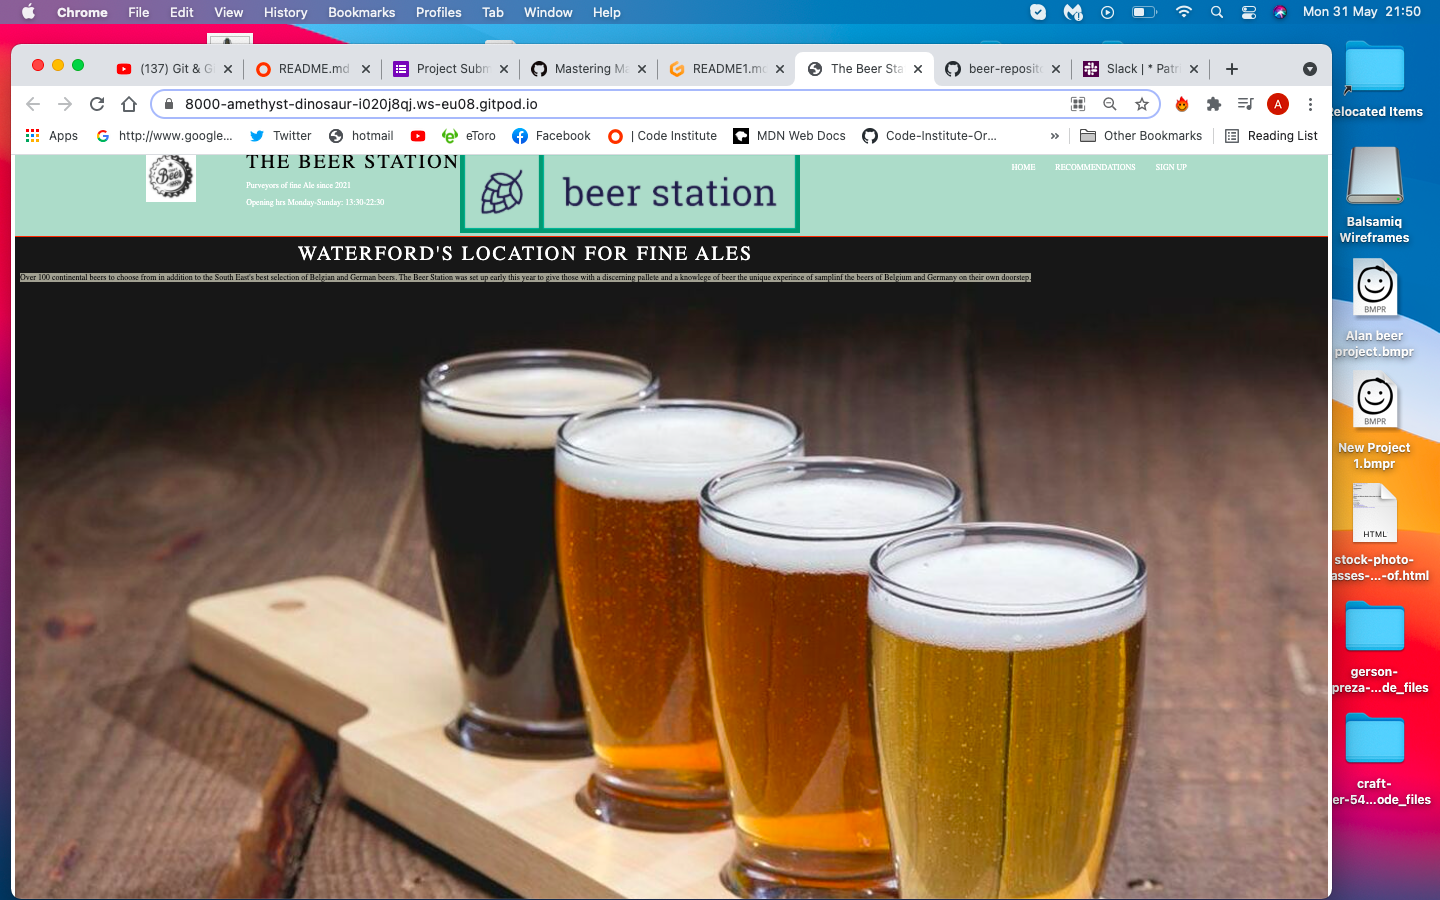 Chrome File Edit View History Bookmarks Profiles Tab Window Help Mon 31 May 21:50
(137) Git & G README.md Project Subm Mastering Ma README1.mc The Beer Sta beer-reposito Slack | * Patri
8000-amethyst-dinosaur-i020j8qj.ws-eu08.gitpod.io A
Apps http://www.google... Twitter hotmail eToro Facebook | Code Institute MDN Web Docs Code-Institute-Or... » Other Bookmarks Reading List
THE BEER STATION
Purveyors of fine Ale since 2021
Opening hrs Monday-Sunday: 13:30-22:30
Beer
beer station
HOME RECOMMENDATIONS SIGN UP
WATERFORD'S LOCATION FOR FINE ALES
Over 100 continental beers to choose from in addition to the South East's best selection of Belgian and German beers. The Beer Station was set up early this year to give those with a discerning pallete and a knowlege of beer the unique experince of samplinf the beers of Belgium and Germany on their own doorstep.
Relocated Items
Balsamiq
Wireframes
BMPR
Alan beer
project.bmpr
BMPR
New Project
1.bmpr
HTML
stock-photo-
asses-...-of.html
gerson-
preza-...de_files
craft-
er-54...ode_files